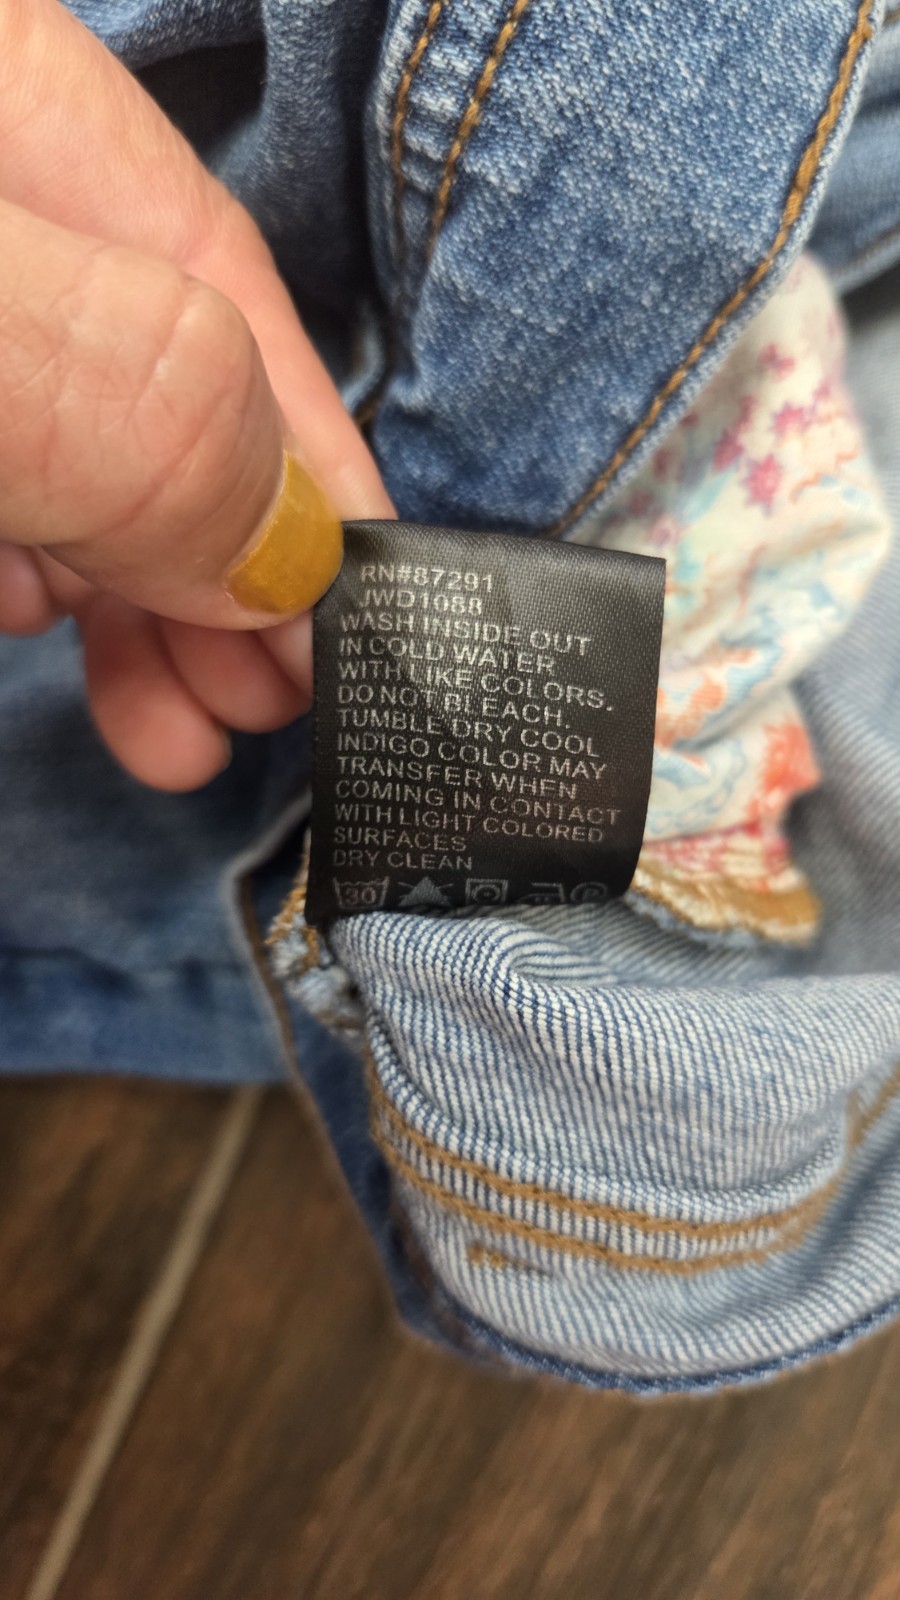 RN#87291
JWD1088
WASH INSIDE OUT
IN COLD WATER
WITH LIKE COLORS.
DO NOT BLEACH.
TUMBLE DRY COOL
INDIGO COLOR MAY
TRANSFER WHEN
COMING IN CONTACT
WITH LIGHT COLORED
SURFACES
DRY CLEAN
30